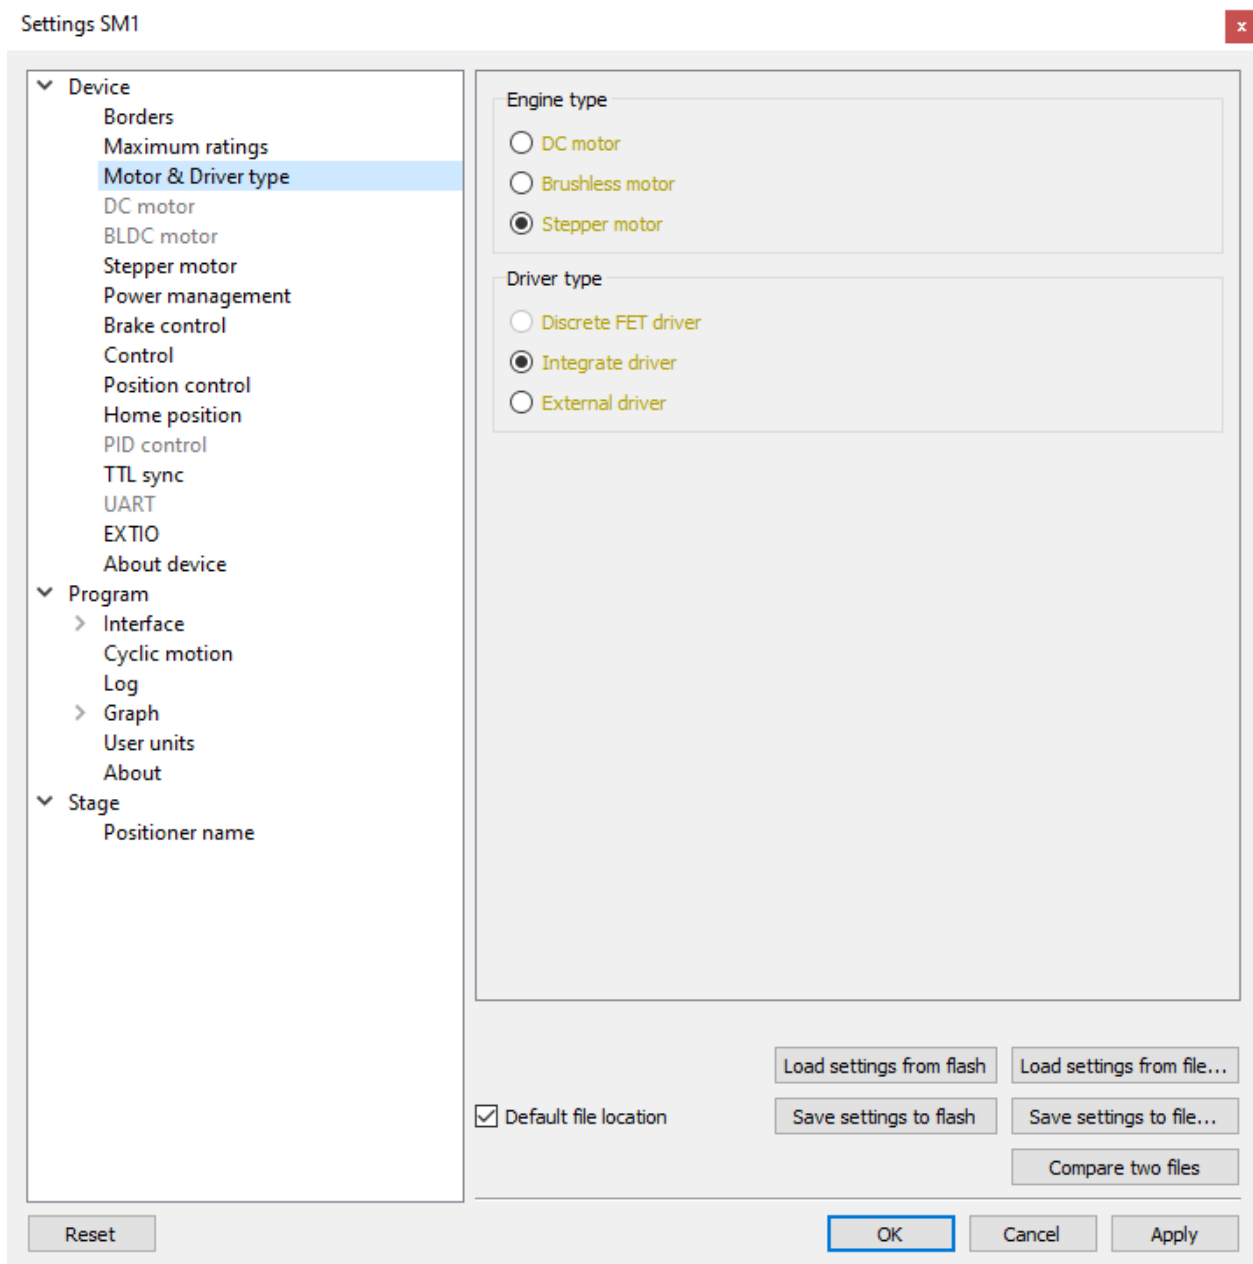 Settings SM1
x
Device
Borders
Maximum ratings
Motor & Driver type
DC motor
BLDC motor
Stepper motor
Power management
Brake control
Control
Position control
Home position
PID control
TTL sync
UART
EXTIO
About device
Program
Interface
Cyclic motion
Log
Graph
User units
About
Stage
Positioner name
Engine type
DC motor
Brushless motor
Stepper motor
Driver type
Discrete FET driver
Integrate driver
External driver
Load settings from flash
Load settings from file...
Default file location
Save settings to flash
Save settings to file...
Compare two files
Reset
OK
Cancel
Apply